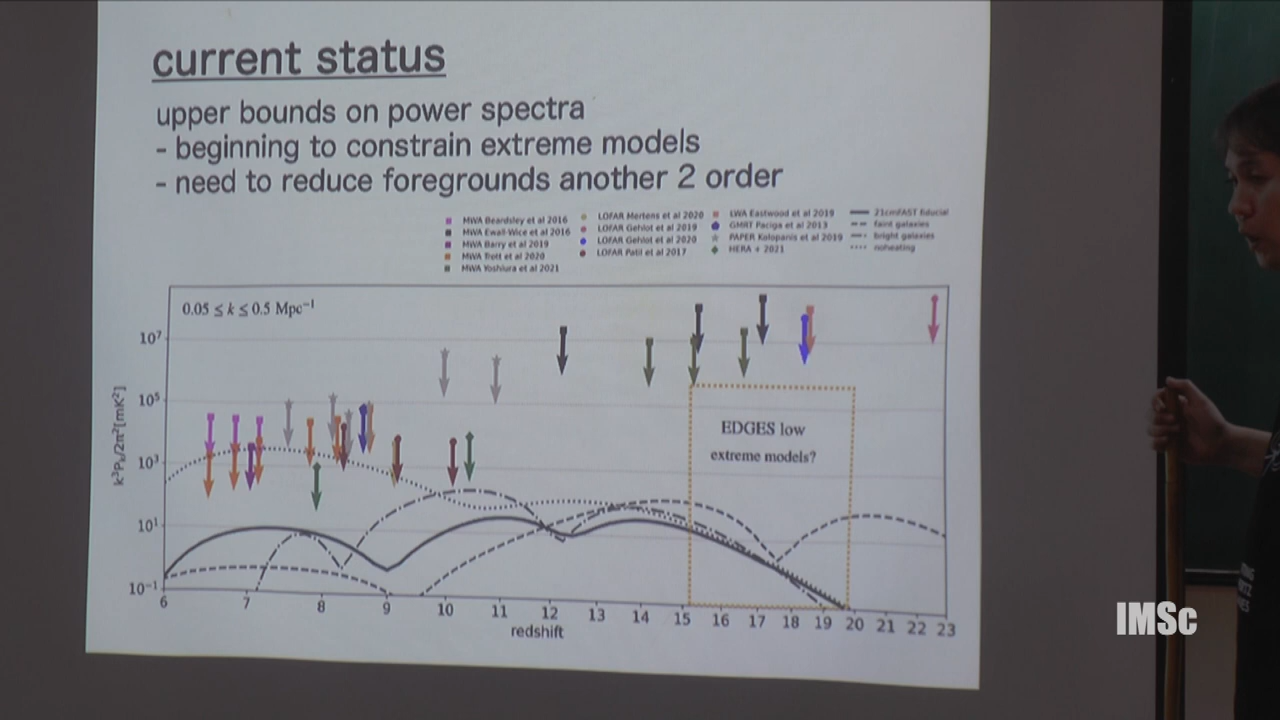 current status
upper bounds on power spectra
- beginning to constrain extreme models
- need to reduce foregrounds another 2 order
MWA Beardsley et al 2016
MWA Ewall-Wice et al 2016
MWA Barry et al 2019
MWA Trott et al 2020
MWA Yoshiura et al 2021
LOFAR Mertens et al 2020
LOFAR Gehlot et al 2019
LOFAR Gehlot et al 2020
LOFAR Patil et al 2017
LWA Eastwood et al 2019
GMRT Paciga et al 2013
PAPER Kolopanis et al 2019
HERA + 2021
21cmFAST fiducial
faint galaxies
bright galaxies
noheating
0.05 ≤ k ≤ 0.5 Mpc⁻¹
k³Pₖ/2π²[mK²]
10⁷
10⁵
10³
10¹
10⁻¹
EDGES low
extreme models?
6 7 8 9 10 11 12 13 14 15 16 17 18 19 20 21 22 23
redshift
IMSc